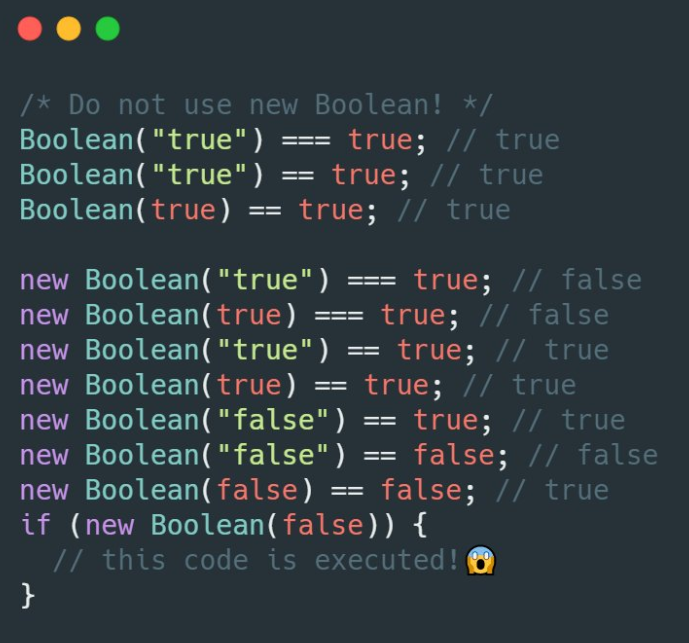 /* Do not use new Boolean! */
Boolean("true") === true; // true
Boolean("true") == true; // true
Boolean(true) == true; // true
new Boolean("true") === true; // false
new Boolean(true) === true; // false
new Boolean("true") == true; // true
new Boolean(true) == true; // true
new Boolean("false") == true; // true
new Boolean("false") == false; // false
new Boolean(false) == false; // true
if (new Boolean(false)) {
  // this code is executed!😱
}